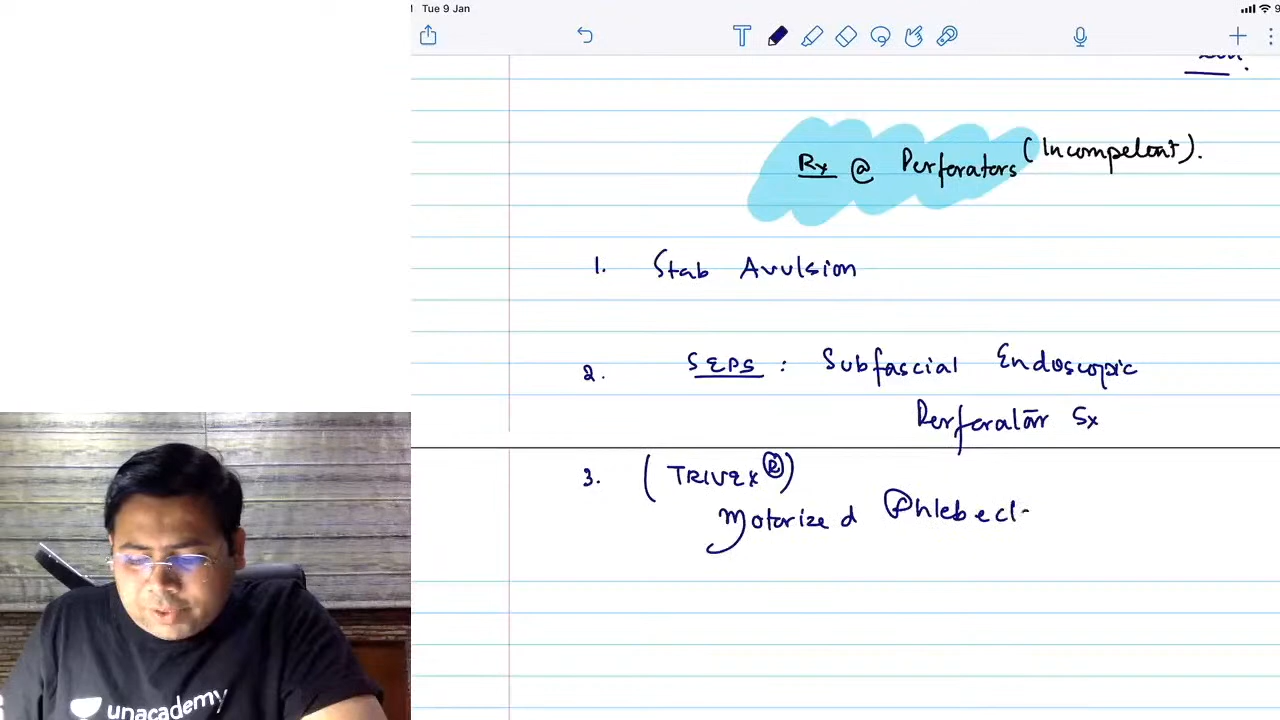 Tue 9 Jan
Rx @ Perforators (Incompetent).
1. Stab Avulsion
2. SEPS : Subfascial Endoscopic
Perforator Sx
3. (TRIVEX ®)
Motorized Phlebect
unacademy